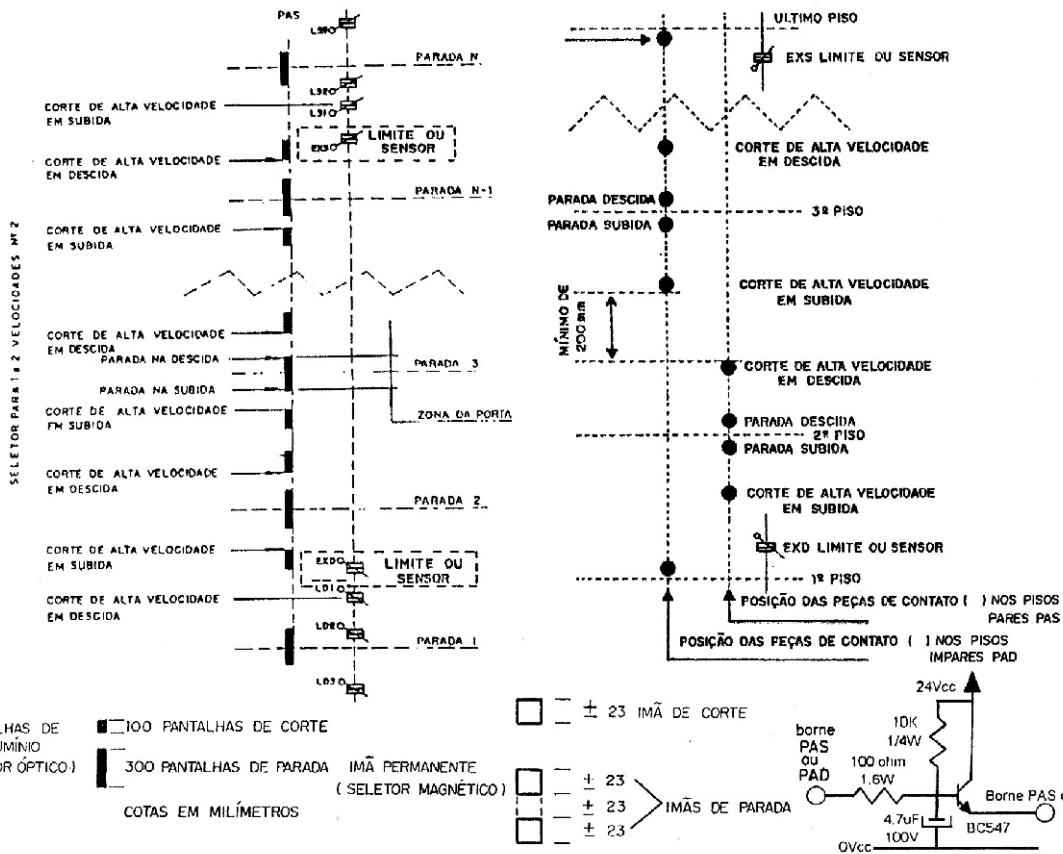 SELETOR PARA 1 e 2 VELOCIDADES Nº 2
PAS
PARADA N
LS2
LS1
CORTE DE ALTA VELOCIDADE
EM SUBIDA
EXS
LIMITE OU
SENSOR
CORTE DE ALTA VELOCIDADE
EM DESCIDA
PARADA N-1
CORTE DE ALTA VELOCIDADE
EM SUBIDA
CORTE DE ALTA VELOCIDADE
EM DESCIDA
PARADA NA DESCIDA
PARADA 3
PARADA NA SUBIDA
CORTE DE ALTA VELOCIDADE
EM SUBIDA
ZONA DA PORTA
CORTE DE ALTA VELOCIDADE
EM DESCIDA
PARADA 2
CORTE DE ALTA VELOCIDADE
EM SUBIDA
EXD
LIMITE OU
SENSOR
LD1
CORTE DE ALTA VELOCIDADE
EM DESCIDA
LD2
PARADA 1
LD3
ULTIMO PISO
EXS LIMITE OU SENSOR
CORTE DE ALTA VELOCIDADE
EM DESCIDA
PARADA DESCIDA
3º PISO
PARADA SUBIDA
CORTE DE ALTA VELOCIDADE
EM SUBIDA
MÍNIMO DE
200mm
CORTE DE ALTA VELOCIDADE
EM DESCIDA
PARADA DESCIDA
2º PISO
PARADA SUBIDA
CORTE DE ALTA VELOCIDADE
EM SUBIDA
EXD LIMITE OU SENSOR
1º PISO
POSIÇÃO DAS PEÇAS DE CONTATO ( ) NOS PISOS
PARES PAS
POSIÇÃO DAS PEÇAS DE CONTATO ( ) NOS PISOS
IMPARES PAD
LHAS DE
UMÍNIO
OR ÓPTICO)
100 PANTALHAS DE CORTE
300 PANTALHAS DE PARADA
COTAS EM MILÍMETROS
IMÃ PERMANENTE
(SELETOR MAGNÉTICO)
± 23 IMÃ DE CORTE
± 23
± 23
± 23
IMÃS DE PARADA
24Vcc
10K
1/4W
borne
PAS
ou
PAD
100 ohm
1.6W
4.7uF
100V
BC547
Borne PAS
0Vcc